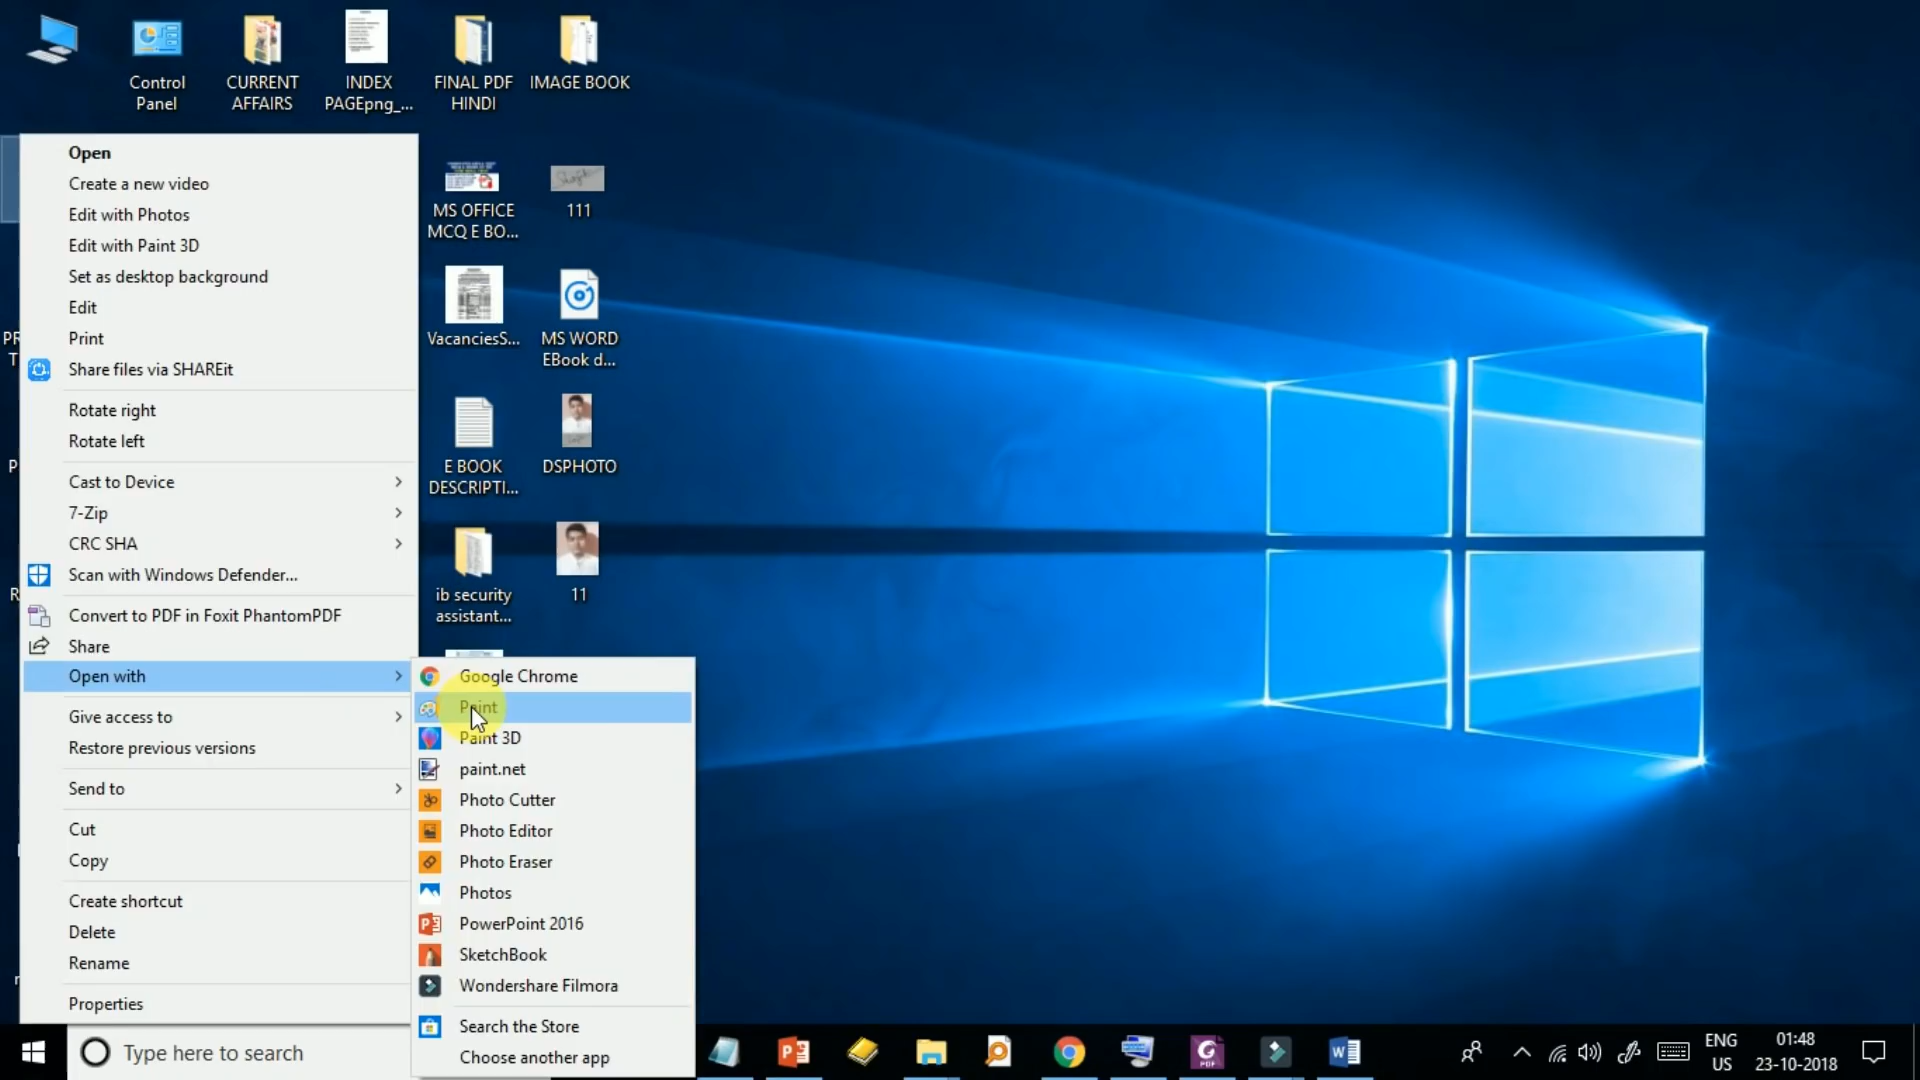 Control
Panel
CURRENT
AFFAIRS
INDEX
PAGEpng_...
FINAL PDF
HINDI
IMAGE BOOK
Open
Create a new video
Edit with Photos
Edit with Paint 3D
Set as desktop background
Edit
Print
Share files via SHAREit
Rotate right
Rotate left
Cast to Device
7-Zip
CRC SHA
Scan with Windows Defender...
Convert to PDF in Foxit PhantomPDF
Share
Open with
Give access to
Restore previous versions
Send to
Cut
Copy
Create shortcut
Delete
Rename
Properties
MS OFFICE
MCQ E BO...
111
VacanciesS...
MS WORD
EBook d...
E BOOK
DESCRIPTI...
DSPHOTO
ib security
assistant...
11
Google Chrome
Paint
Paint 3D
paint.net
Photo Cutter
Photo Editor
Photo Eraser
Photos
PowerPoint 2016
SketchBook
Wondershare Filmora
Search the Store
Choose another app
Type here to search
ENG
US
01:48
23-10-2018